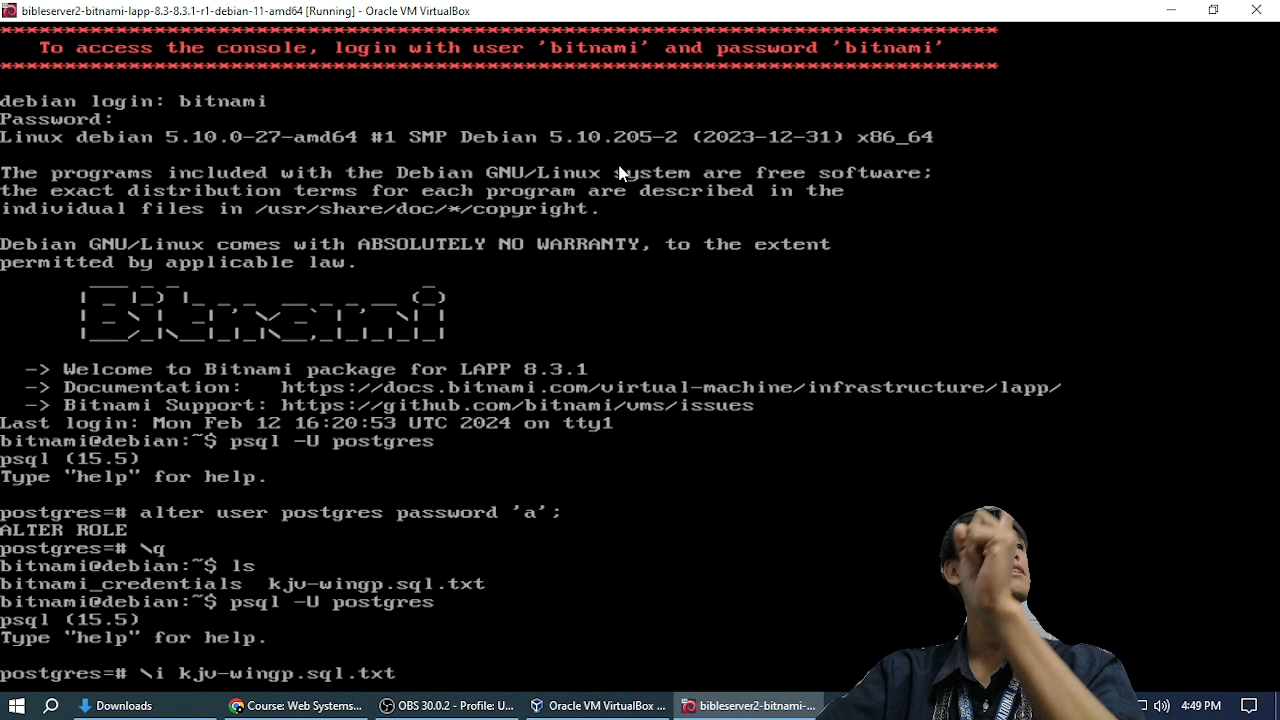 bibleserver2-bitnami-lapp-8.3-8.3.1-r1-debian-11-amd64 [Running] - Oracle VM VirtualBox
***
To access the console, login with user 'bitnami' and password 'bitnami'
***
debian login: bitnami
Password:
Linux debian 5.10.0-27-amd64 #1 SMP Debian 5.10.205-2 (2023-12-31) x86_64
The programs included with the Debian GNU/Linux system are free software;
the exact distribution terms for each program are described in the
individual files in /usr/share/doc/*/copyright.
Debian GNU/Linux comes with ABSOLUTELY NO WARRANTY, to the extent
permitted by applicable law.
Bitnami
-> Welcome to Bitnami package for LAPP 8.3.1
-> Documentation: https://docs.bitnami.com/virtual-machine/infrastructure/lapp/
-> Bitnami Support: https://github.com/bitnami/vms/issues
Last login: Mon Feb 12 16:20:53 UTC 2024 on tty1
bitnami@debian:~$ psql -U postgres
psql (15.5)
Type "help" for help.
postgres=# alter user postgres password 'a';
ALTER ROLE
postgres=# \q
bitnami@debian:~$ ls
bitnami_credentials kjv-wingp.sql.txt
bitnami@debian:~$ psql -U postgres
psql (15.5)
Type "help" for help.
postgres=# \i kjv-wingp.sql.txt
Downloads
Course: Web Systems...
OBS 30.0.2 - Profile: U...
Oracle VM VirtualBox ...
bibleserver2-bitnami-...
4:49 PM